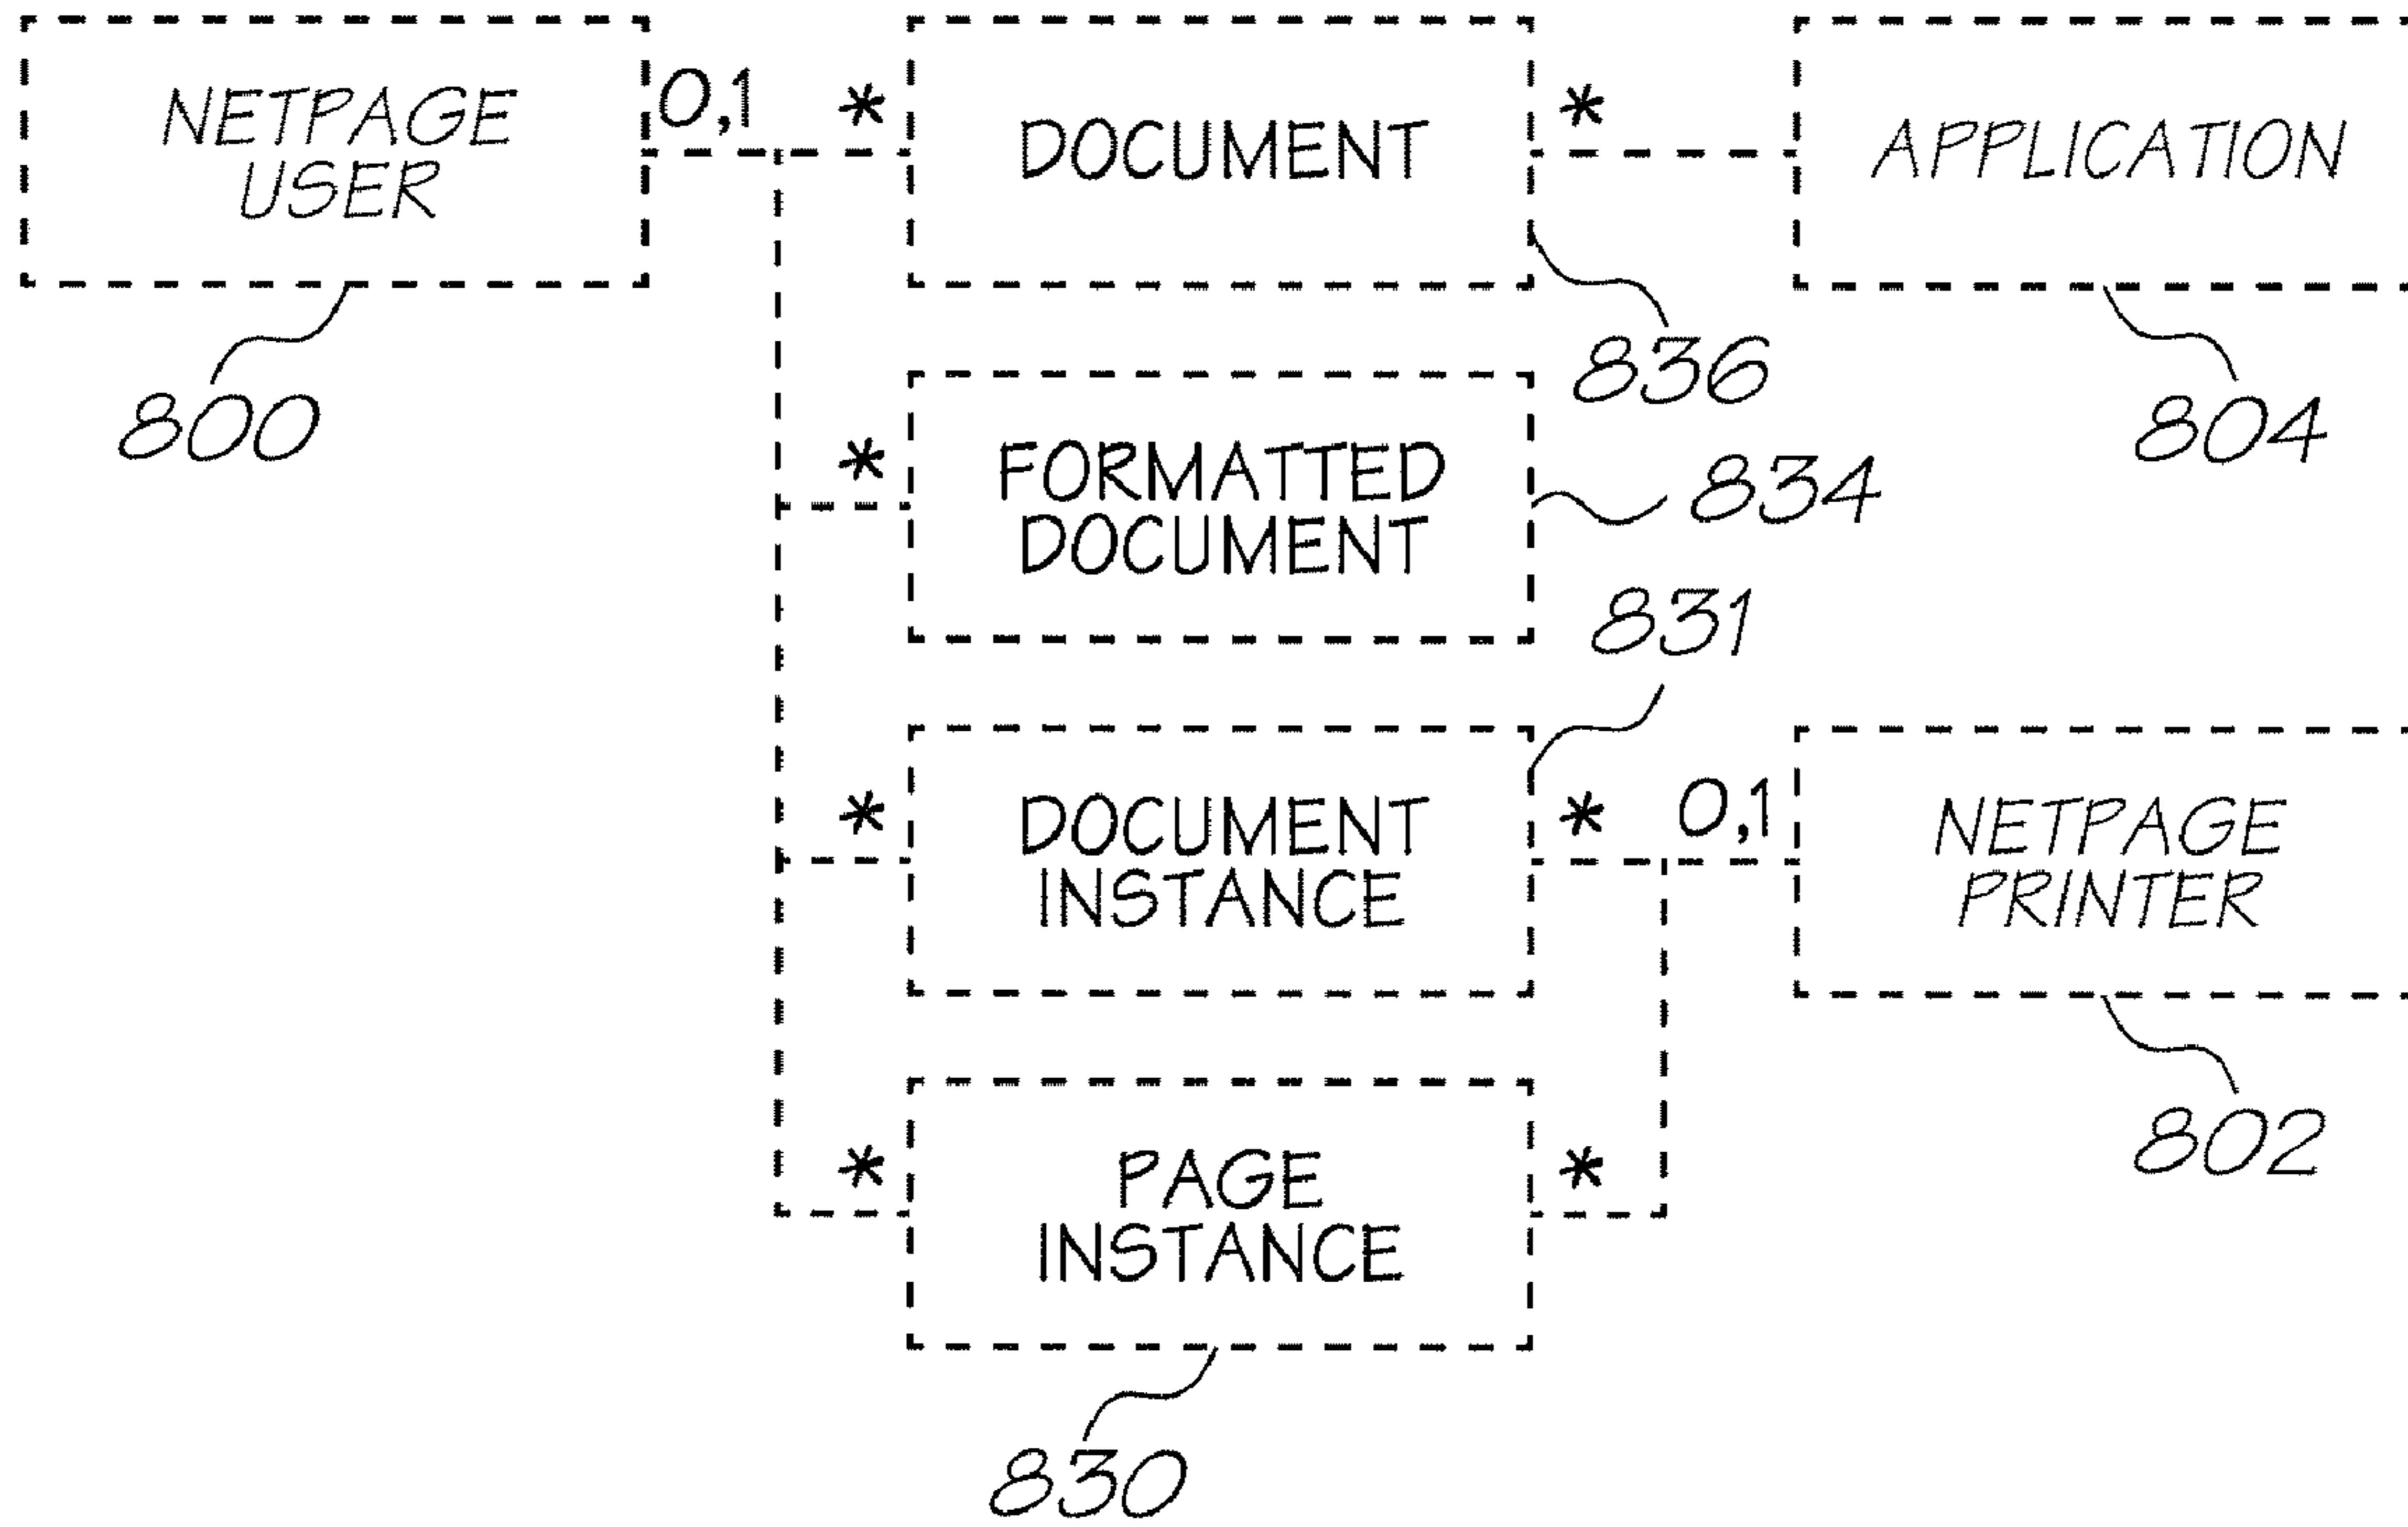 NETPAGE
USER
0,1
*
DOCUMENT
*
APPLICATION
800
836
804
*
FORMATTED
DOCUMENT
834
831
*
DOCUMENT
INSTANCE
*
0,1
NETPAGE
PRINTER
802
*
PAGE
INSTANCE
*
830